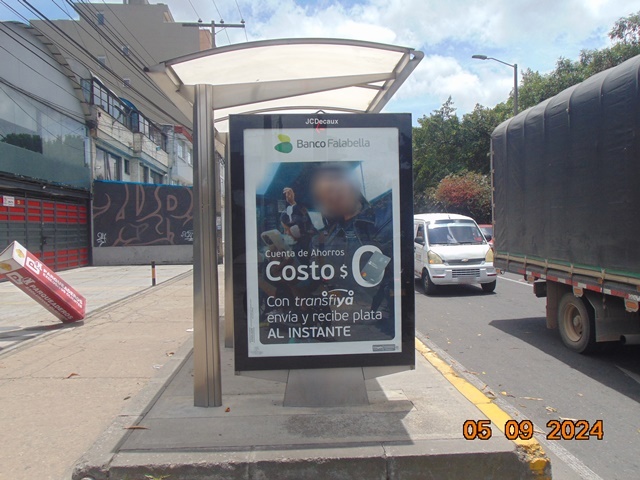 JCDecaux
Banco Falabella
Cuenta de Ahorros
Costo $0
Con transfiya
envía y recibe plata
AL INSTANTE
05 09 2024